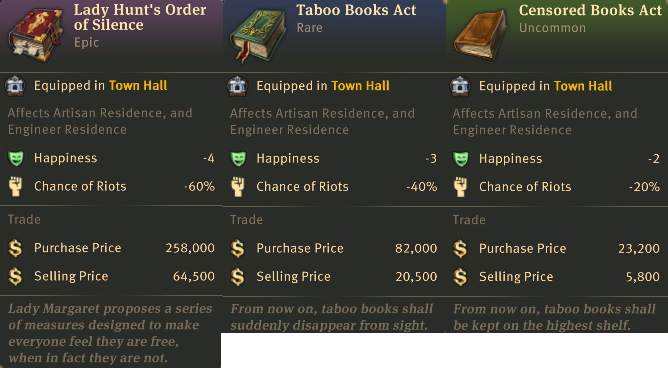 Lady Hunt's Order
of Silence
Epic
Equipped in Town Hall
Affects Artisan Residence, and
Engineer Residence
Happiness -4
Chance of Riots -60%
Trade
Purchase Price 258,000
Selling Price 64,500
Lady Margaret proposes a series
of measures designed to make
everyone feel they are free,
when in fact they are not.
Taboo Books Act
Rare
Equipped in Town Hall
Affects Artisan Residence, and
Engineer Residence
Happiness -3
Chance of Riots -40%
Trade
Purchase Price 82,000
Selling Price 20,500
From now on, taboo books shall
suddenly disappear from sight.
Censored Books Act
Uncommon
Equipped in Town Hall
Affects Artisan Residence, and
Engineer Residence
Happiness -2
Chance of Riots -20%
Trade
Purchase Price 23,200
Selling Price 5,800
From now on, taboo books shall
be kept on the highest shelf.